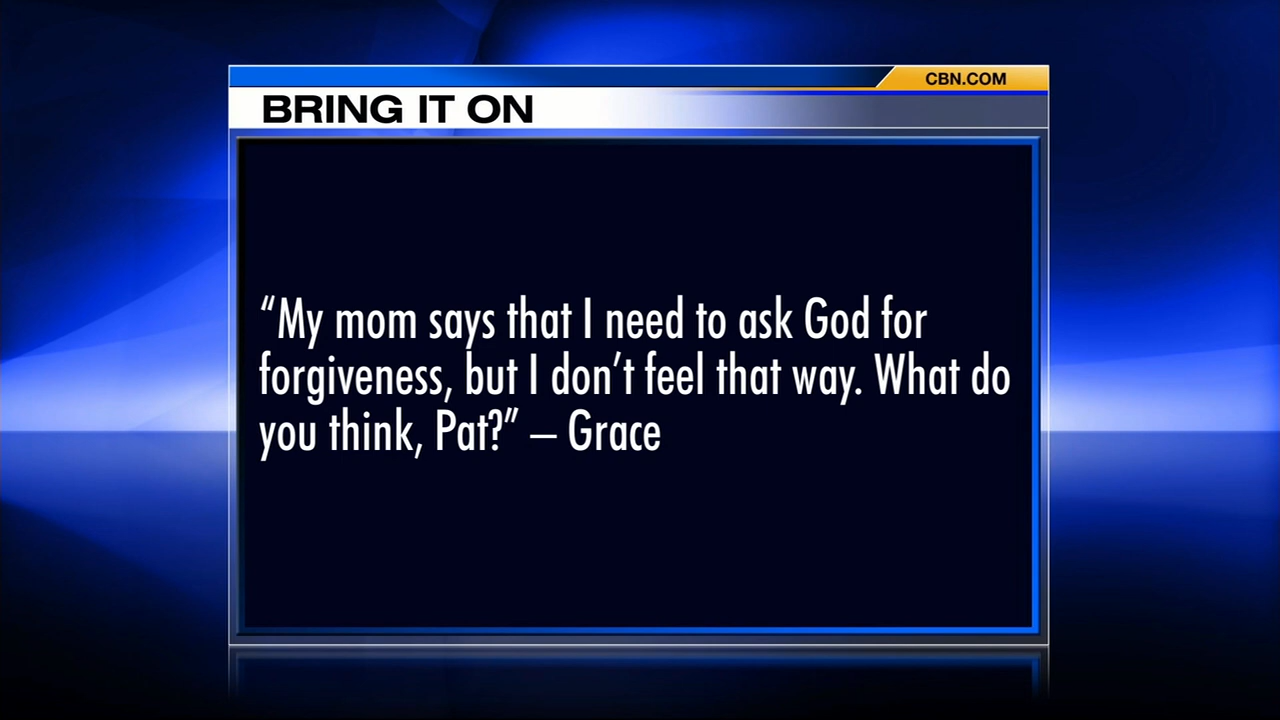 CBN.COM
BRING IT ON
“My mom says that I need to ask God for
forgiveness, but I don’t feel that way. What do
you think, Pat?” – Grace